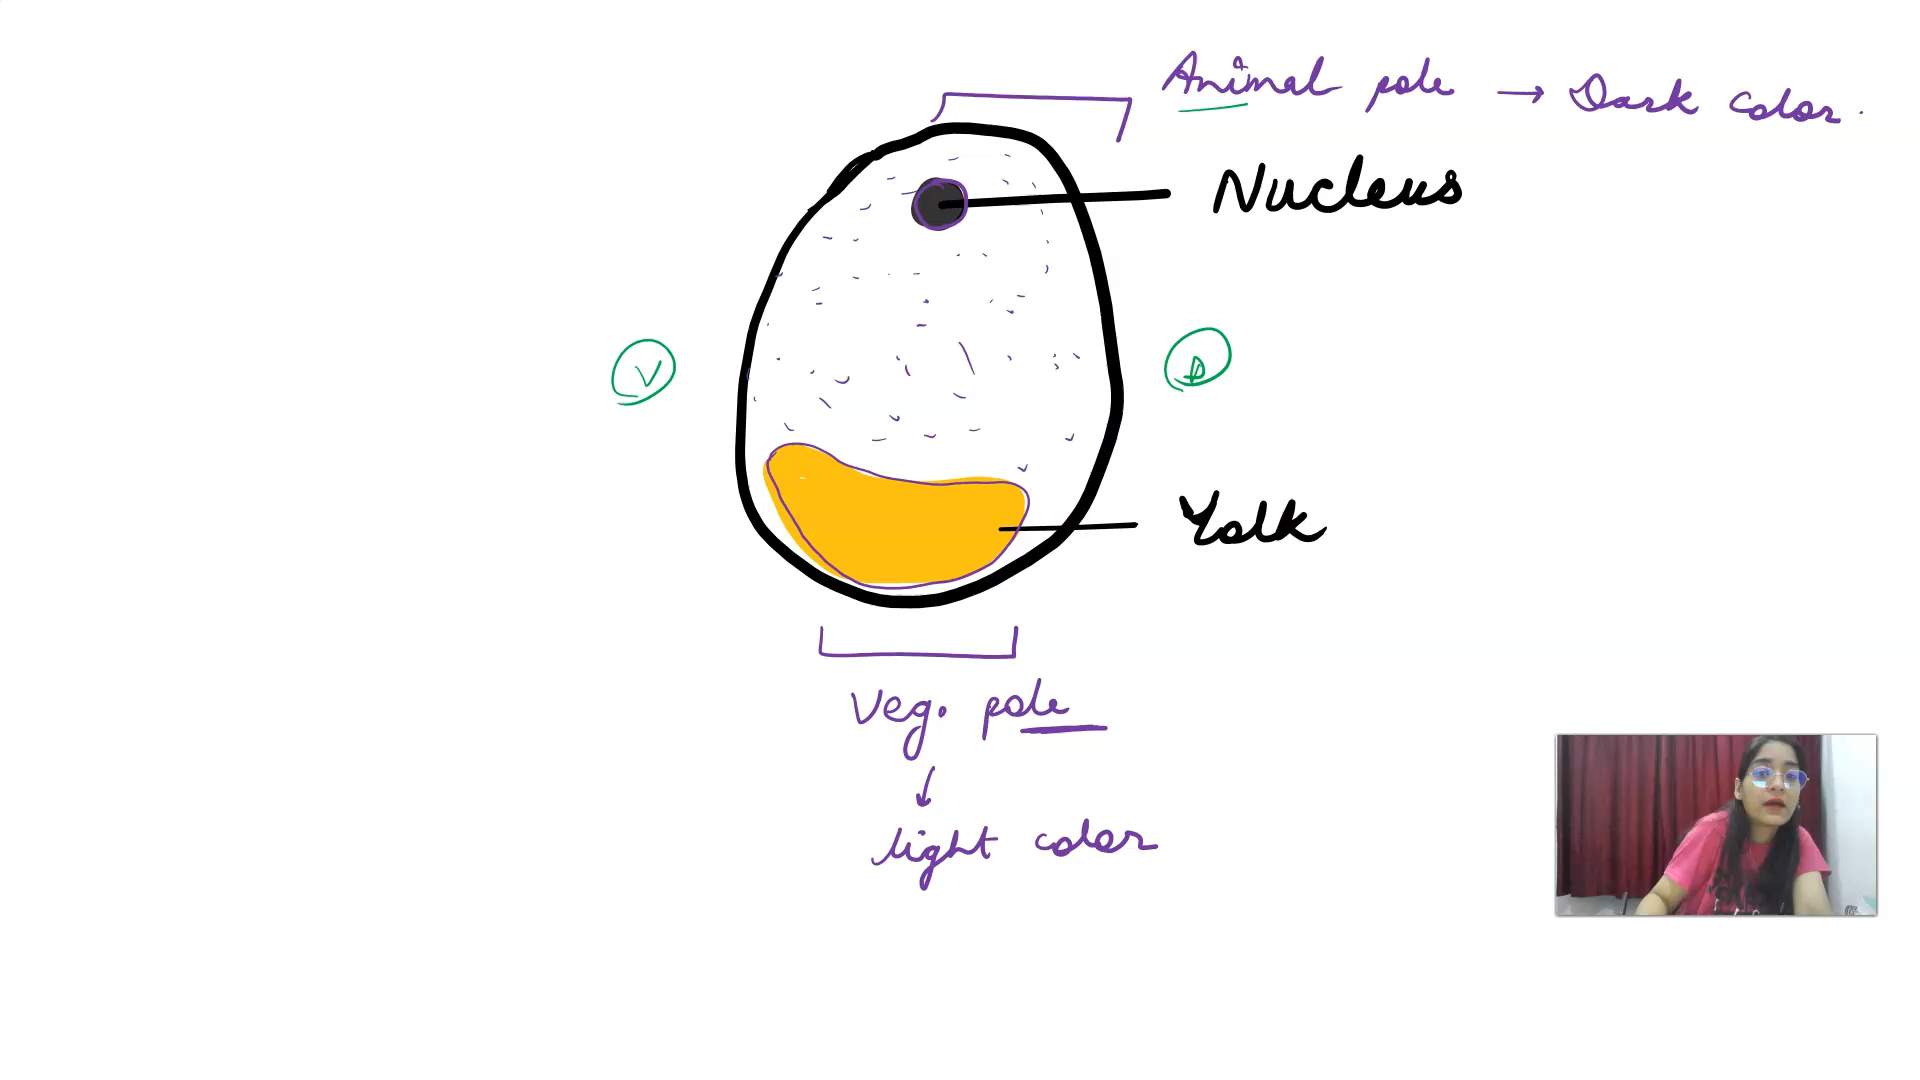 Animal pole → Dark color.
Nucleus
V
D
Yolk
Veg. pole
↓
light color